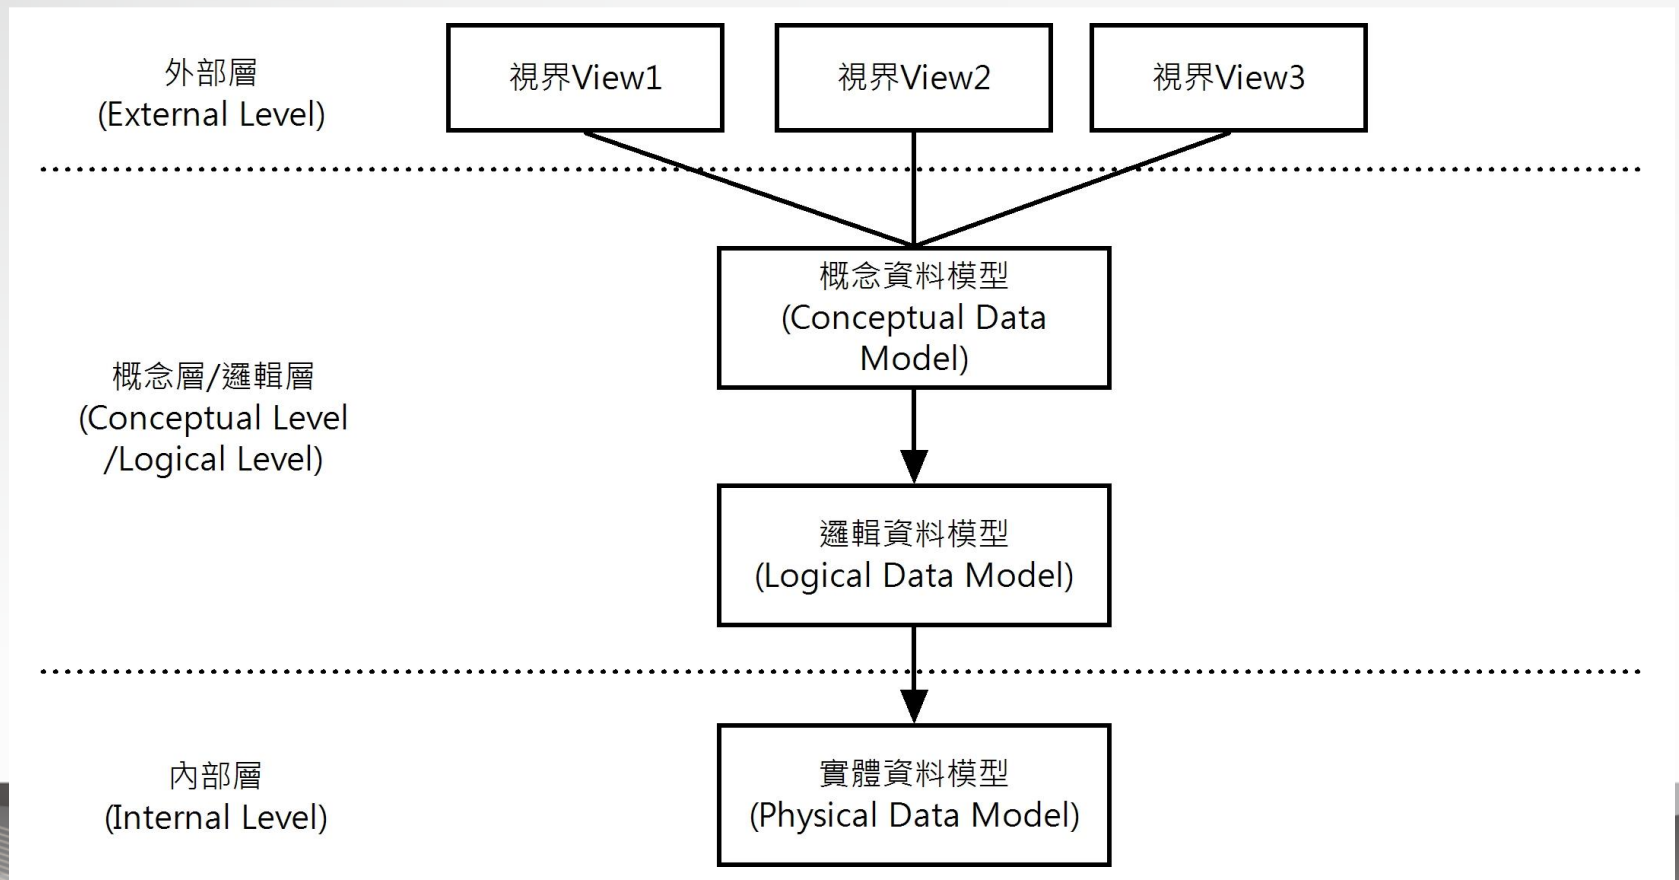 外部層
(External Level)
視界View1
視界View2
視界View3
概念資料模型
(Conceptual Data
Model)
概念層/邏輯層
(Conceptual Level
/Logical Level)
邏輯資料模型
(Logical Data Model)
內部層
(Internal Level)
實體資料模型
(Physical Data Model)